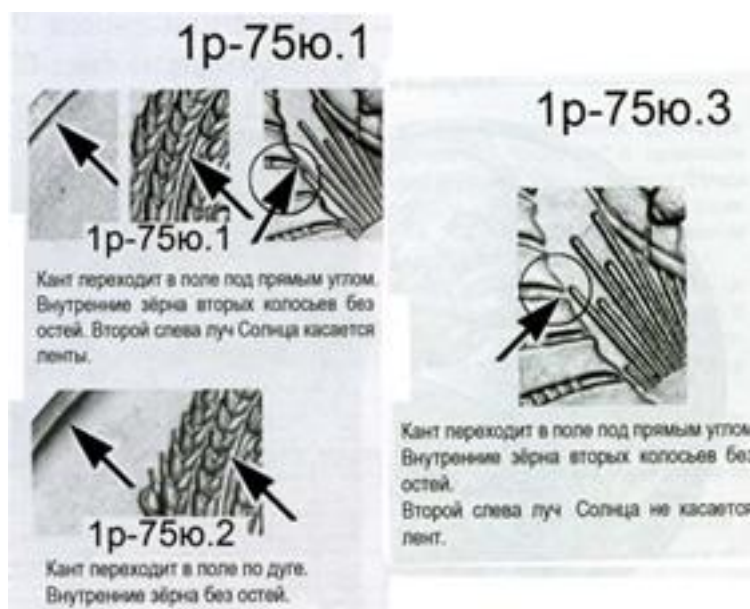 1р-75ю.1
1р-75ю.1
Кант переходит в поле под прямым углом.
Внутренние зёрна вторых колосьев без
остей. Второй слева луч Солнца касается
ленты.
1р-75ю.2
Кант переходит в поле по дуге.
Внутренние зёрна без остей.
1р-75ю.3
Кант переходит в поле под прямым углом
Внутренние зёрна вторых колосьев без
остей.
Второй слева луч Солнца не касается
лент.